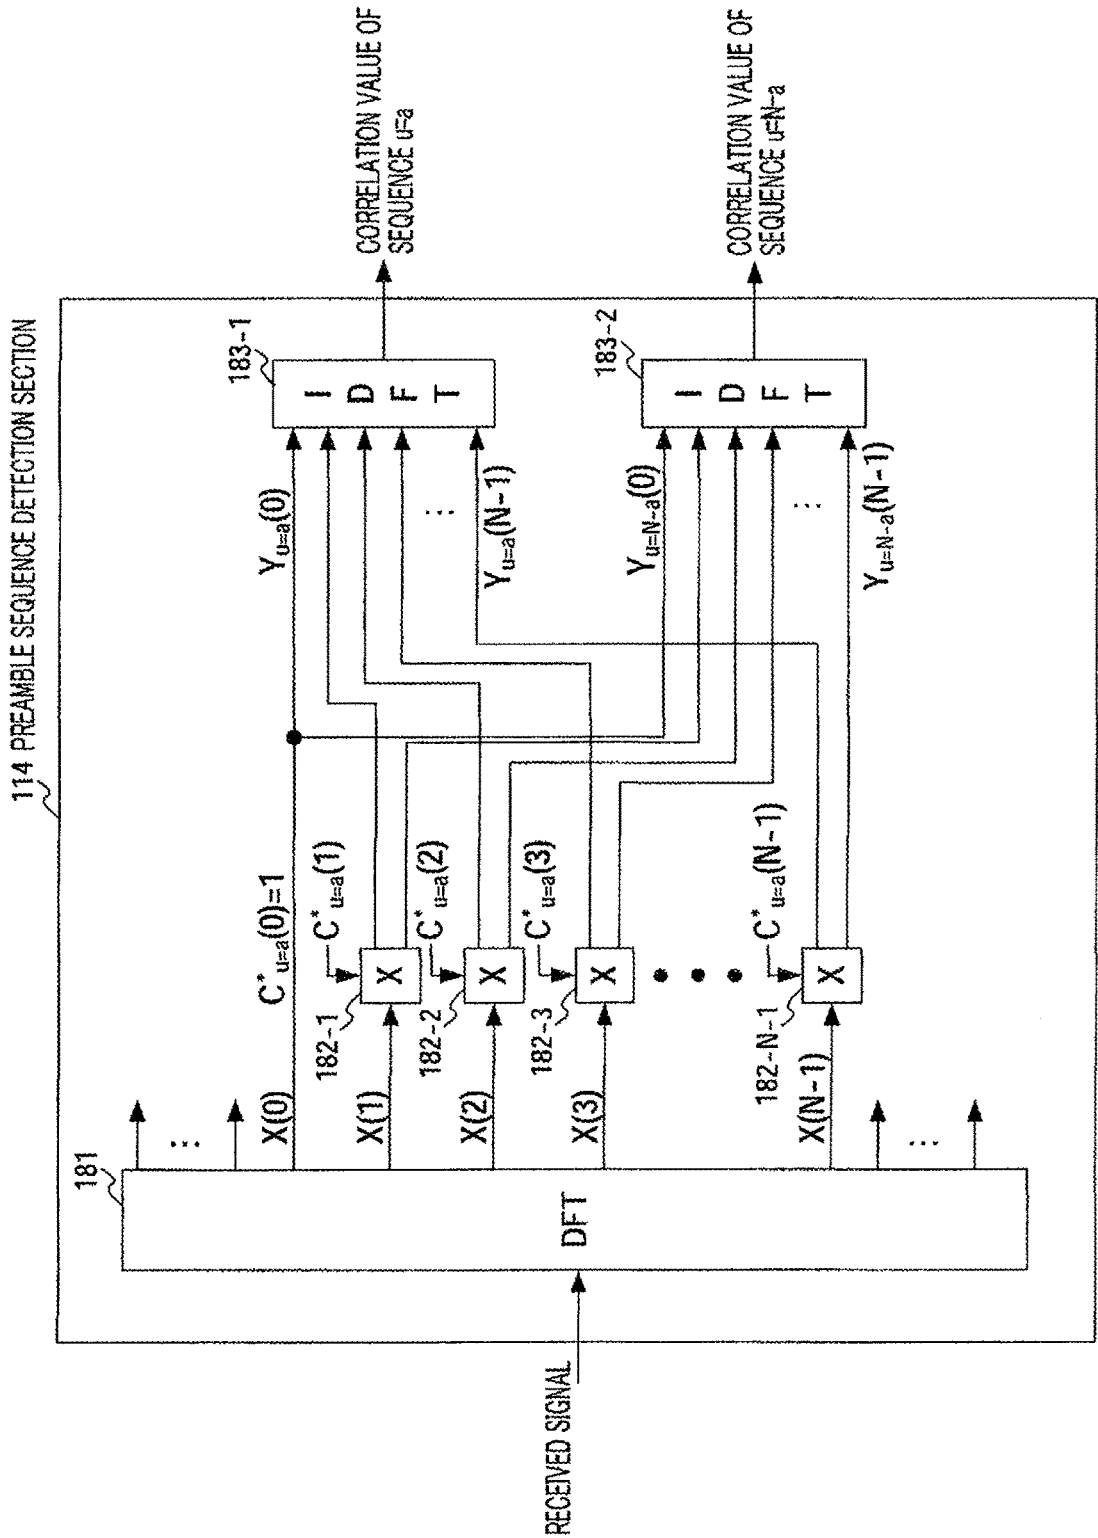 114 PREAMBLE SEQUENCE DETECTION SECTION
RECEIVED SIGNAL
181
DFT
...
X(0)
X(1)
X(2)
X(3)
X(N-1)
...
C*u=a(0)=1
182-1
C*u=a(1)
X
182-2
C*u=a(2)
X
182-3
C*u=a(3)
X
182-N-1
C*u=a(N-1)
X
Yu=a(0)
...
Yu=a(N-1)
183-1
I
D
F
T
CORRELATION VALUE OF
SEQUENCE u=a
Yu=N-a(0)
...
Yu=N-a(N-1)
183-2
I
D
F
T
CORRELATION VALUE OF
SEQUENCE u=N-a